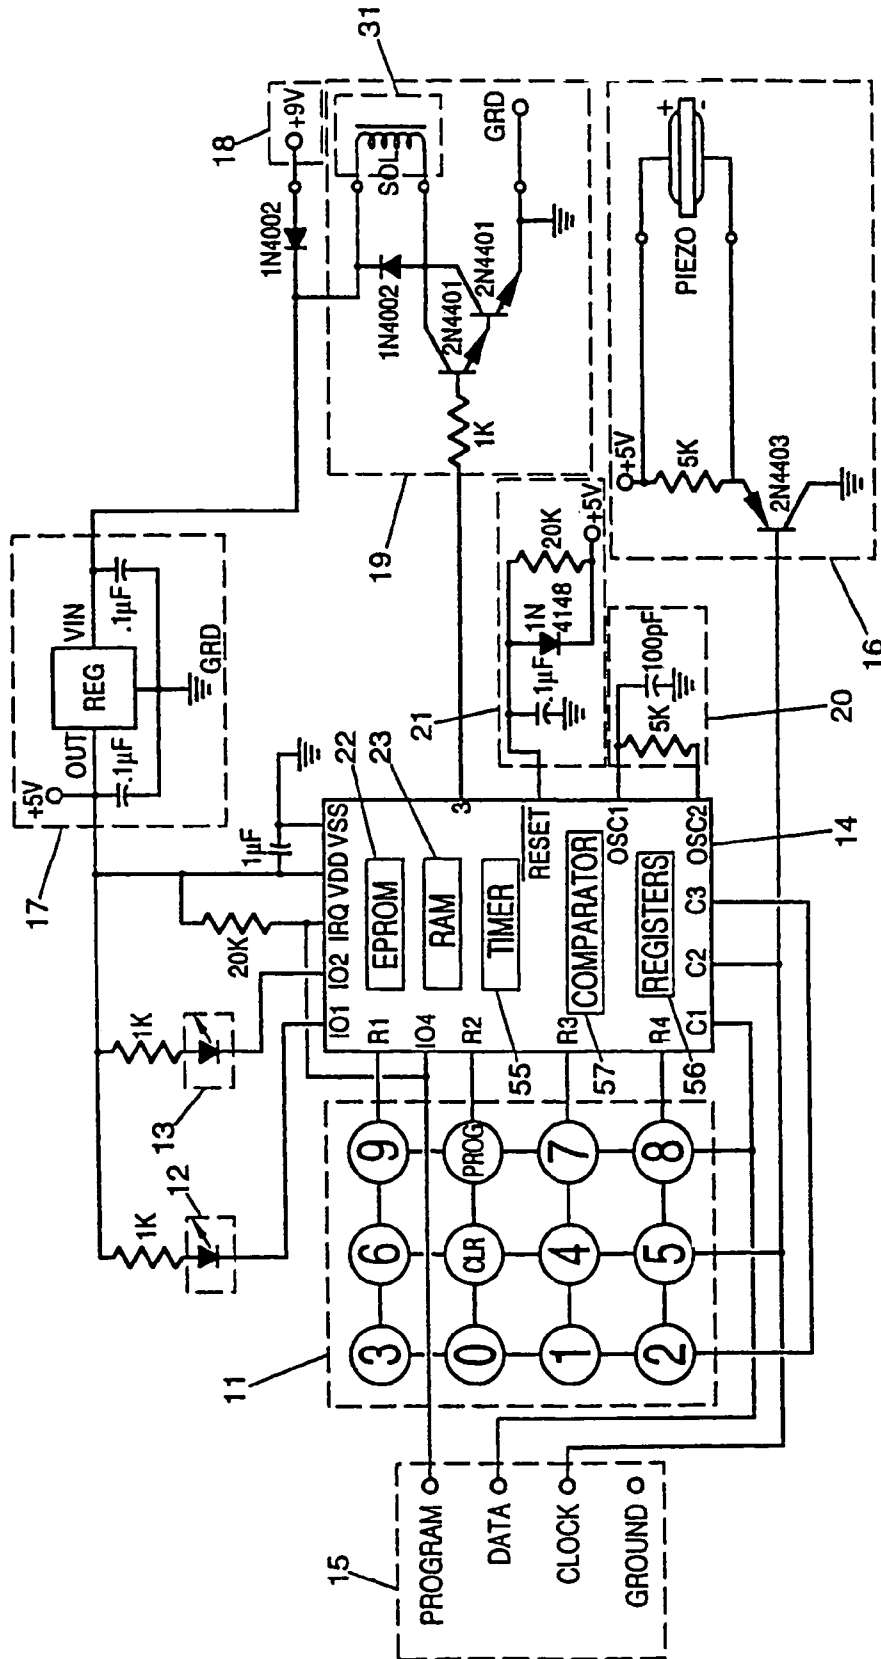 17
+5V
OUT
VIN
REG
.1µF
.1µF
GRD
18
+9V
1N4002
31
SOL
1N4002
2N4401
2N4401
GRD
1K
19
12
1K
13
1K
20K
1µF
IO1
IO2
IRQ
VDD
VSS
22
23
EPROM
RAM
TIMER
COMPARATOR
REGISTERS
R1
IO4
R2
R3
R4
C1
C2
C3
3
RESET
OSC1
OSC2
14
55
57
56
21
.1µF
1N
4148
20K
+5V
20
5K
100pF
16
+5V
5K
2N4403
PIEZO
+
-
11
3
6
9
0
CLR
PROG
1
4
7
2
5
8
15
PROGRAM
DATA
CLOCK
GROUND